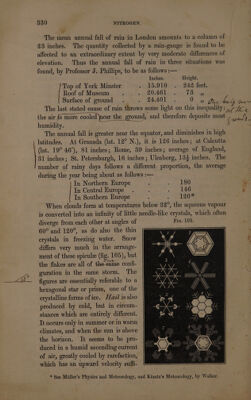 330 NITROGEN.
The mean annual fall of rain in London amounts to a column of
23 inches. The quantity collected by a rain-gauge is found to be
affected to an extraordinary extent by very moderate differences of
elevation. Thus the annual fall of rain in three situations was
found, by Professor J. Phillips, to be as follows:—
Inches. Height.
Top of York Minster . 15.910 . 242 feet.
Roof of Museum . 20.461 . 73 „
Surface of ground . 24.401 . 0 „
The last stated cause of rain throws some light on this inequality;
the air is more cooled near the ground, and therefore deposits most
humidity.
The annual fall is greater near the equator, and diminishes in high
latitudes. At Granada (lat. 12° N.), it is 126 inches; at Calcutta
(lat. 19° 46'), 81 inches; Rome, 39 inches; average of England,
31 inches; St. Petersburgh, 16 inches; Uleaborg, 13½ inches. The
number of rainy days follows a different proportion, the average
during the year being about as follows:—
In Northern Europe . . 180
In Central Europe . . 146
In Southern Europe . . 120*
When clouds form at temperatures below 32°, the aqueous vapour
is converted into an infinity of little needle-like crystals, which often
diverge from each other at angles of
60° and 120°, as do also the thin
crystals in freezing water. Snow
differs very much in the arrange-
ment of these spiculæ (fig. 105), but
the flakes are all of the same confi-
guration in the same storm. The
figures are essentially referable to a
hexagonal star or prism, one of the
crystalline forms of ice. Hail is also
produced by cold, but in circum-
stances which are entirely different.
It occurs only in summer or in warm
climates, and when the sun is above
the horizon. It seems to be pro-
duced in a humid ascending current
of air, greatly cooled by rarefaction,
which has an upward velocity suffi-
FIG. 105.
* See Müller's Physics and Meteorology, and Kämtz's Meteorology, by Walker.